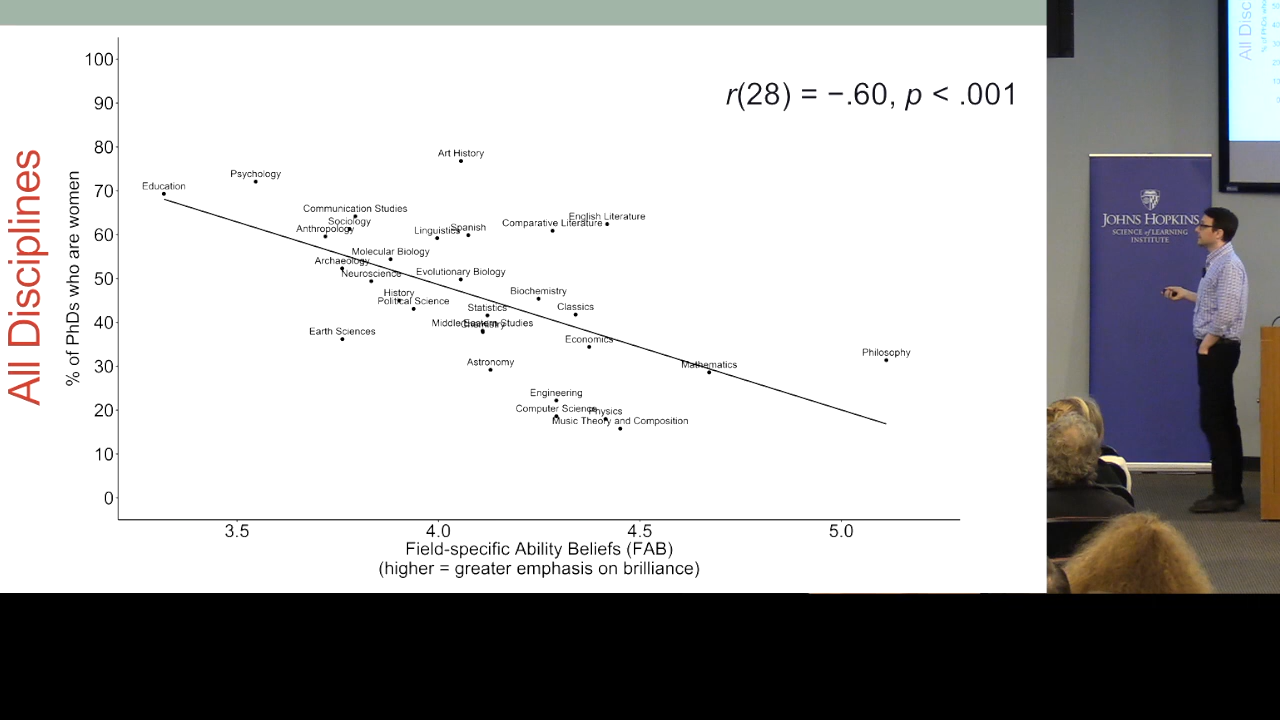 All Disciplines
% of PhDs who are women
100
90
80
70
60
50
40
30
20
10
0
r(28) = −.60, p < .001
Art History
Psychology
Education
Communication Studies
English Literature
Sociology
Comparative Literature
Anthropology
Linguistics
Spanish
Molecular Biology
Archaeology
Neuroscience
Evolutionary Biology
History
Biochemistry
Political Science
Statistics
Classics
Middle Eastern Studies
Chemistry
Earth Sciences
Economics
Philosophy
Astronomy
Mathematics
Engineering
Computer Science
Physics
Music Theory and Composition
3.5
4.0
4.5
5.0
Field-specific Ability Beliefs (FAB)
(higher = greater emphasis on brilliance)
JOHNS HOPKINS
SCIENCE of LEARNING
INSTITUTE
All Disc